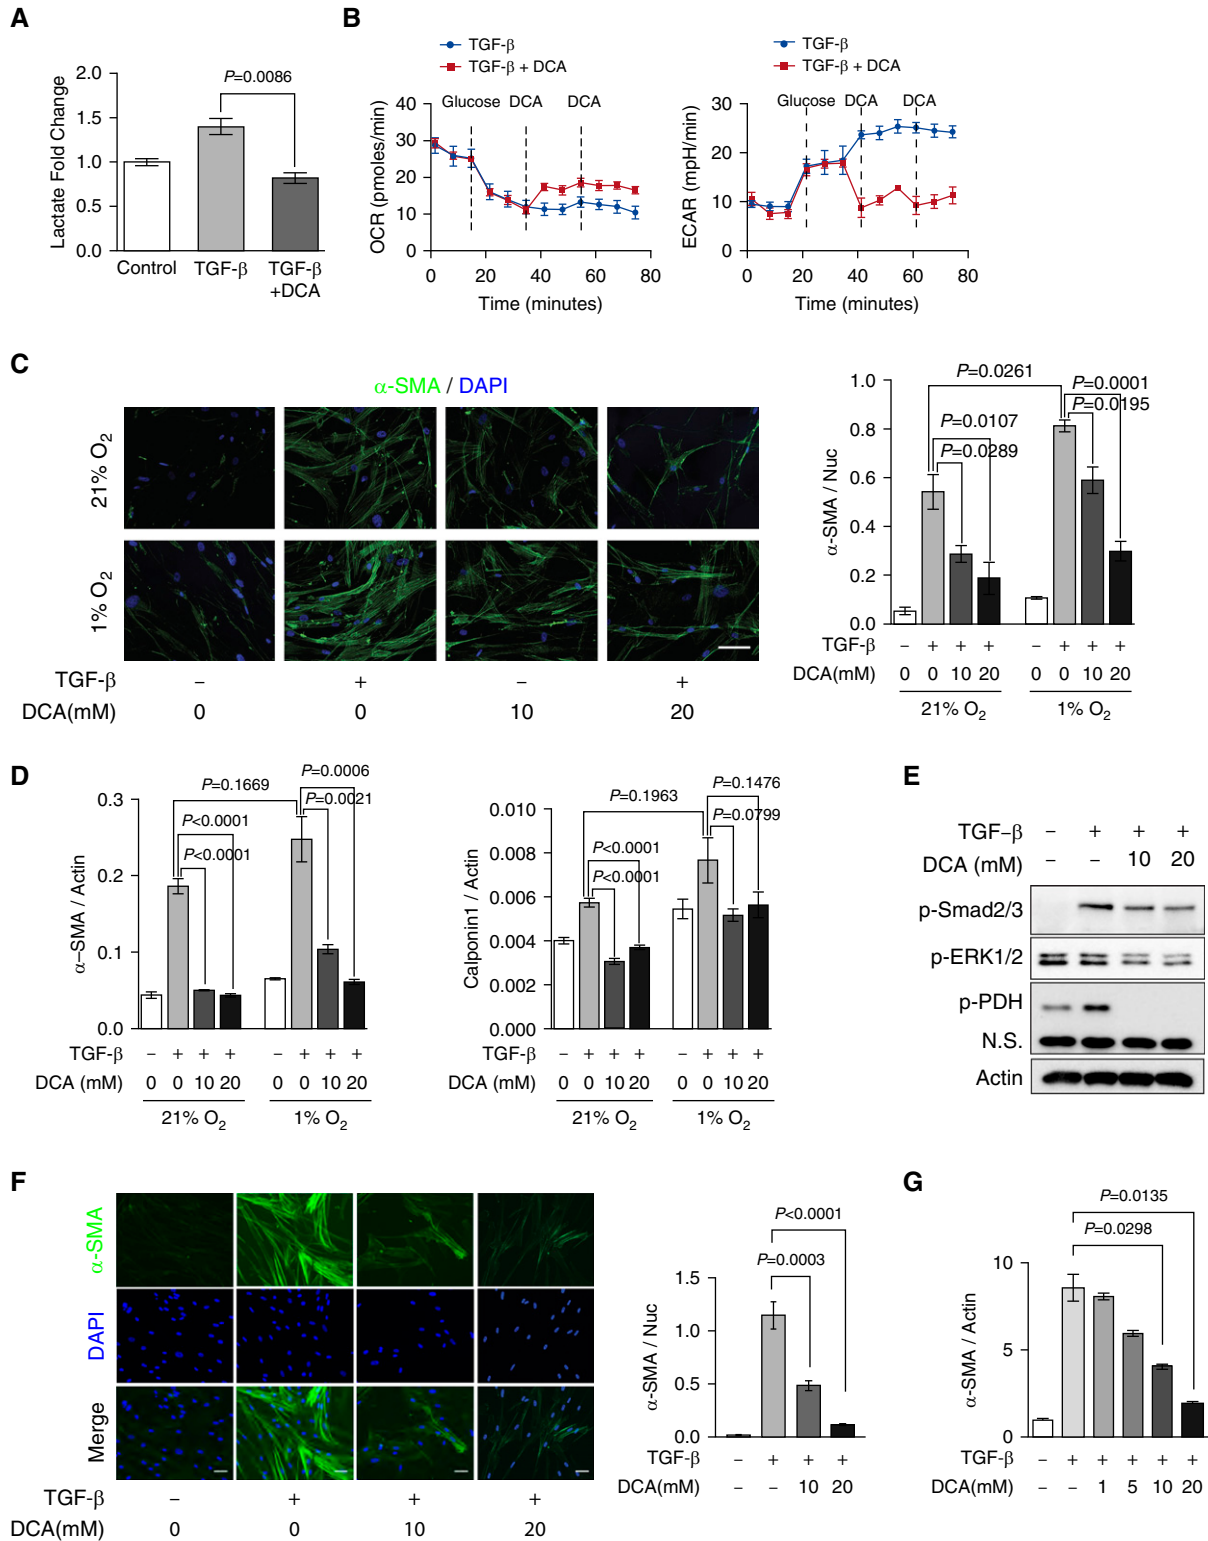 A
Lactate Fold Change
2.0
1.5
1.0
0.5
0.0
P=0.0086
Control
TGF-β
TGF-β
+DCA
B
TGF-β
TGF-β + DCA
Glucose DCA DCA
OCR (pmoles/min)
40
30
20
10
0
0 20 40 60 80
Time (minutes)
TGF-β
TGF-β + DCA
Glucose DCA DCA
ECAR (mpH/min)
30
20
10
0
0 20 40 60 80
Time (minutes)
C
α-SMA / DAPI
21% O2
1% O2
TGF-β – + – +
DCA(mM) 0 0 10 20
α-SMA / Nuc
1.0
0.8
0.6
0.4
0.2
0.0
P=0.0261
P=0.0001
P=0.0195
P=0.0107
P=0.0289
TGF-β – + + + – + + +
DCA(mM) 0 0 10 20 0 0 10 20
21% O2 1% O2
D
α–SMA / Actin
0.3
0.2
0.1
0.0
P=0.0006
P=0.1669
P=0.0021
P<0.0001
P<0.0001
TGF-β – + + + – + + +
DCA (mM) 0 0 10 20 0 0 10 20
21% O2 1% O2
Calponin1 / Actin
0.010
0.008
0.006
0.004
0.002
0.000
P=0.1476
P=0.1963
P=0.0799
P<0.0001
P<0.0001
TGF-β – + + + – + + +
DCA (mM) 0 0 10 20 0 0 10 20
21% O2 1% O2
E
TGF–β – + + +
DCA (mM) – – 10 20
p-Smad2/3
p-ERK1/2
p-PDH
N.S.
Actin
F
α-SMA
DAPI
Merge
TGF-β – + + +
DCA(mM) 0 0 10 20
α-SMA / Nuc
1.5
1.0
0.5
0.0
P<0.0001
P=0.0003
TGF-β – + + +
DCA(mM) – – 10 20
G
α-SMA / Actin
10
5
0
P=0.0135
P=0.0298
TGF-β – + + + + +
DCA(mM) – – 1 5 10 20